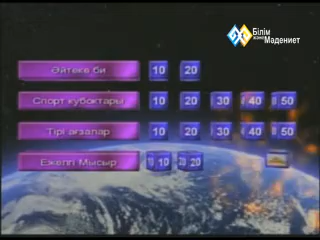 Білім
және
Мәдениет
Әйтеке би 10 20
Спорт кубоктары 10 20 30 40 50
Тірі ағзалар 10 20 30 40 50
Ежелгі Мысыр 10 20